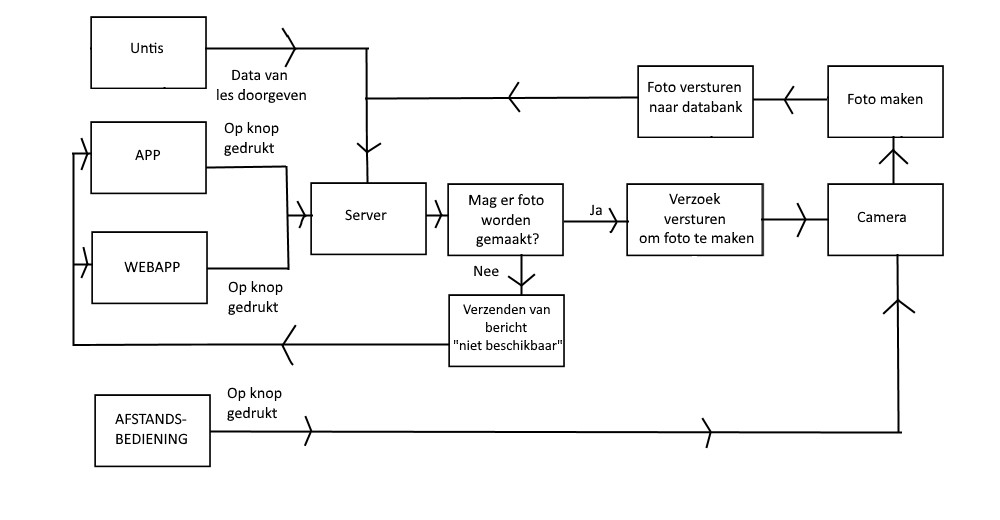 Untis
Data van
les doorgeven
Foto versturen
naar databank
Foto maken
Op knop
gedrukt
APP
Server
Mag er foto
worden
gemaakt?
Ja
Verzoek
versturen
om foto te maken
Camera
WEBAPP
Op knop
gedrukt
Nee
Verzenden van
bericht
"niet beschikbaar"
Op knop
gedrukt
AFSTANDS-
BEDIENING